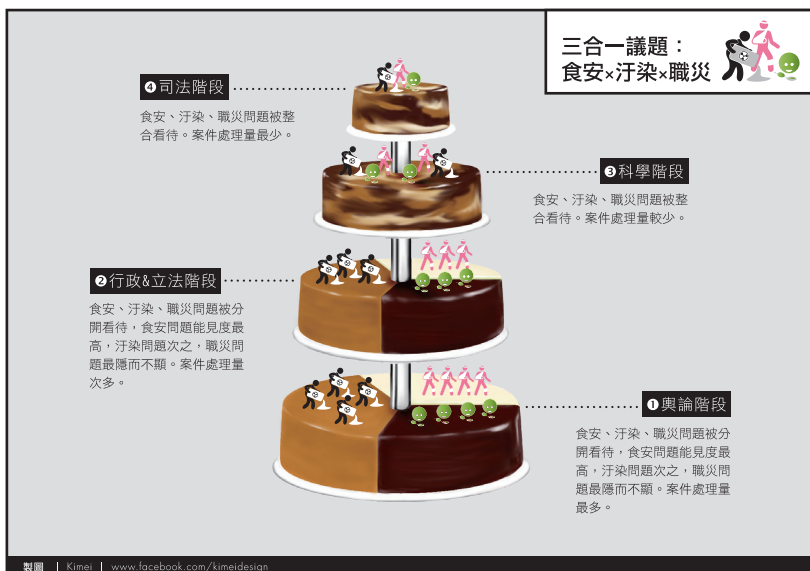 三合一議題：
食安×汙染×職災
❹司法階段
食安、汙染、職災問題被整
合看待。案件處理量最少。
❸科學階段
食安、汙染、職災問題被整
合看待。案件處理量較少。
❷行政&立法階段
食安、汙染、職災問題被分
開看待，食安問題能見度最
高，汙染問題次之，職災問
題最隱而不顯。案件處理量
次多。
❶輿論階段
食安、汙染、職災問題被分
開看待，食安問題能見度最
高，汙染問題次之，職災問
題最隱而不顯。案件處理量
最多。
製圖 | Kimei | www.facebook.com/kimeidesign